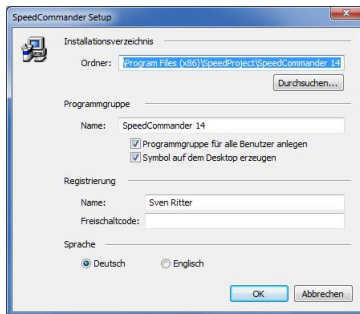 SpeedCommander Setup
Installationsverzeichnis
Ordner: \Program Files (x86)\SpeedProject\SpeedCommander 14
Durchsuchen...
Programmgruppe
Name: SpeedCommander 14
Programmgruppe für alle Benutzer anlegen
Symbol auf dem Desktop erzeugen
Registrierung
Name: Sven Ritter
Freischaltcode:
Sprache
Deutsch Englisch
OK Abbrechen